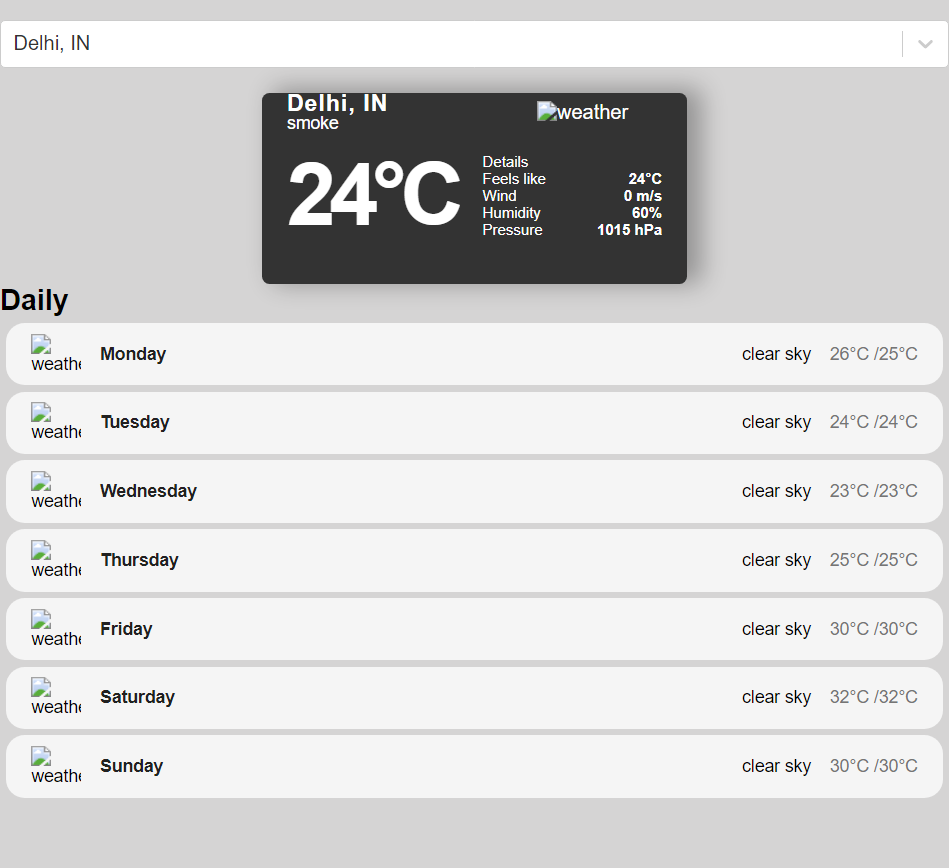 Delhi, IN
Delhi, IN
smoke
weather
24°C
Details
Feels like 24°C
Wind 0 m/s
Humidity 60%
Pressure 1015 hPa
Daily
weathe Monday clear sky 26°C /25°C
weathe Tuesday clear sky 24°C /24°C
weathe Wednesday clear sky 23°C /23°C
weathe Thursday clear sky 25°C /25°C
weathe Friday clear sky 30°C /30°C
weathe Saturday clear sky 32°C /32°C
weathe Sunday clear sky 30°C /30°C